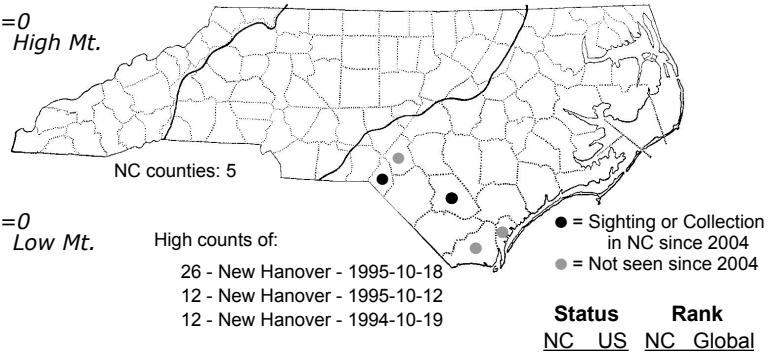 =0
High Mt.
NC counties: 5
=0
Low Mt.
High counts of:
26 - New Hanover - 1995-10-18
12 - New Hanover - 1995-10-12
12 - New Hanover - 1994-10-19
● = Sighting or Collection
in NC since 2004
● = Not seen since 2004
Status Rank
NC US NC Global